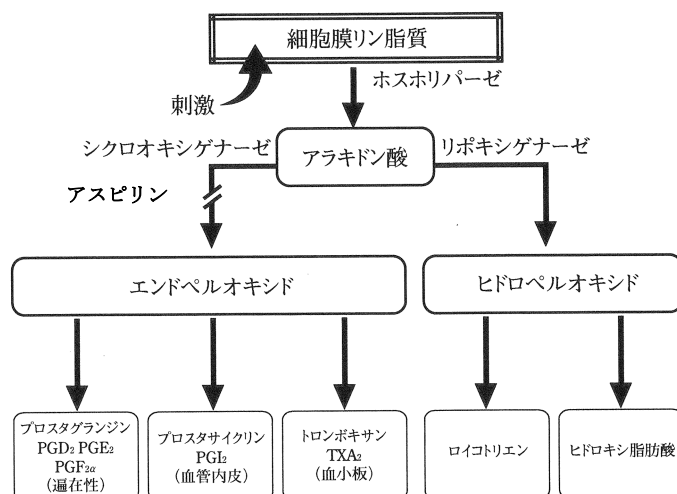 細胞膜リン脂質
ホスホリパーゼ
刺激
シクロオキシゲナーゼ
アラキドン酸
リポキシゲナーゼ
アスピリン
エンドペルオキシド
ヒドロペルオキシド
プロスタグランジン
PGD₂ PGE₂
PGF₂α
（遍在性）
プロスタサイクリン
PGI₂
（血管内皮）
トロンボキサン
TXA₂
（血小板）
ロイコトリエン
ヒドロキシ脂肪酸